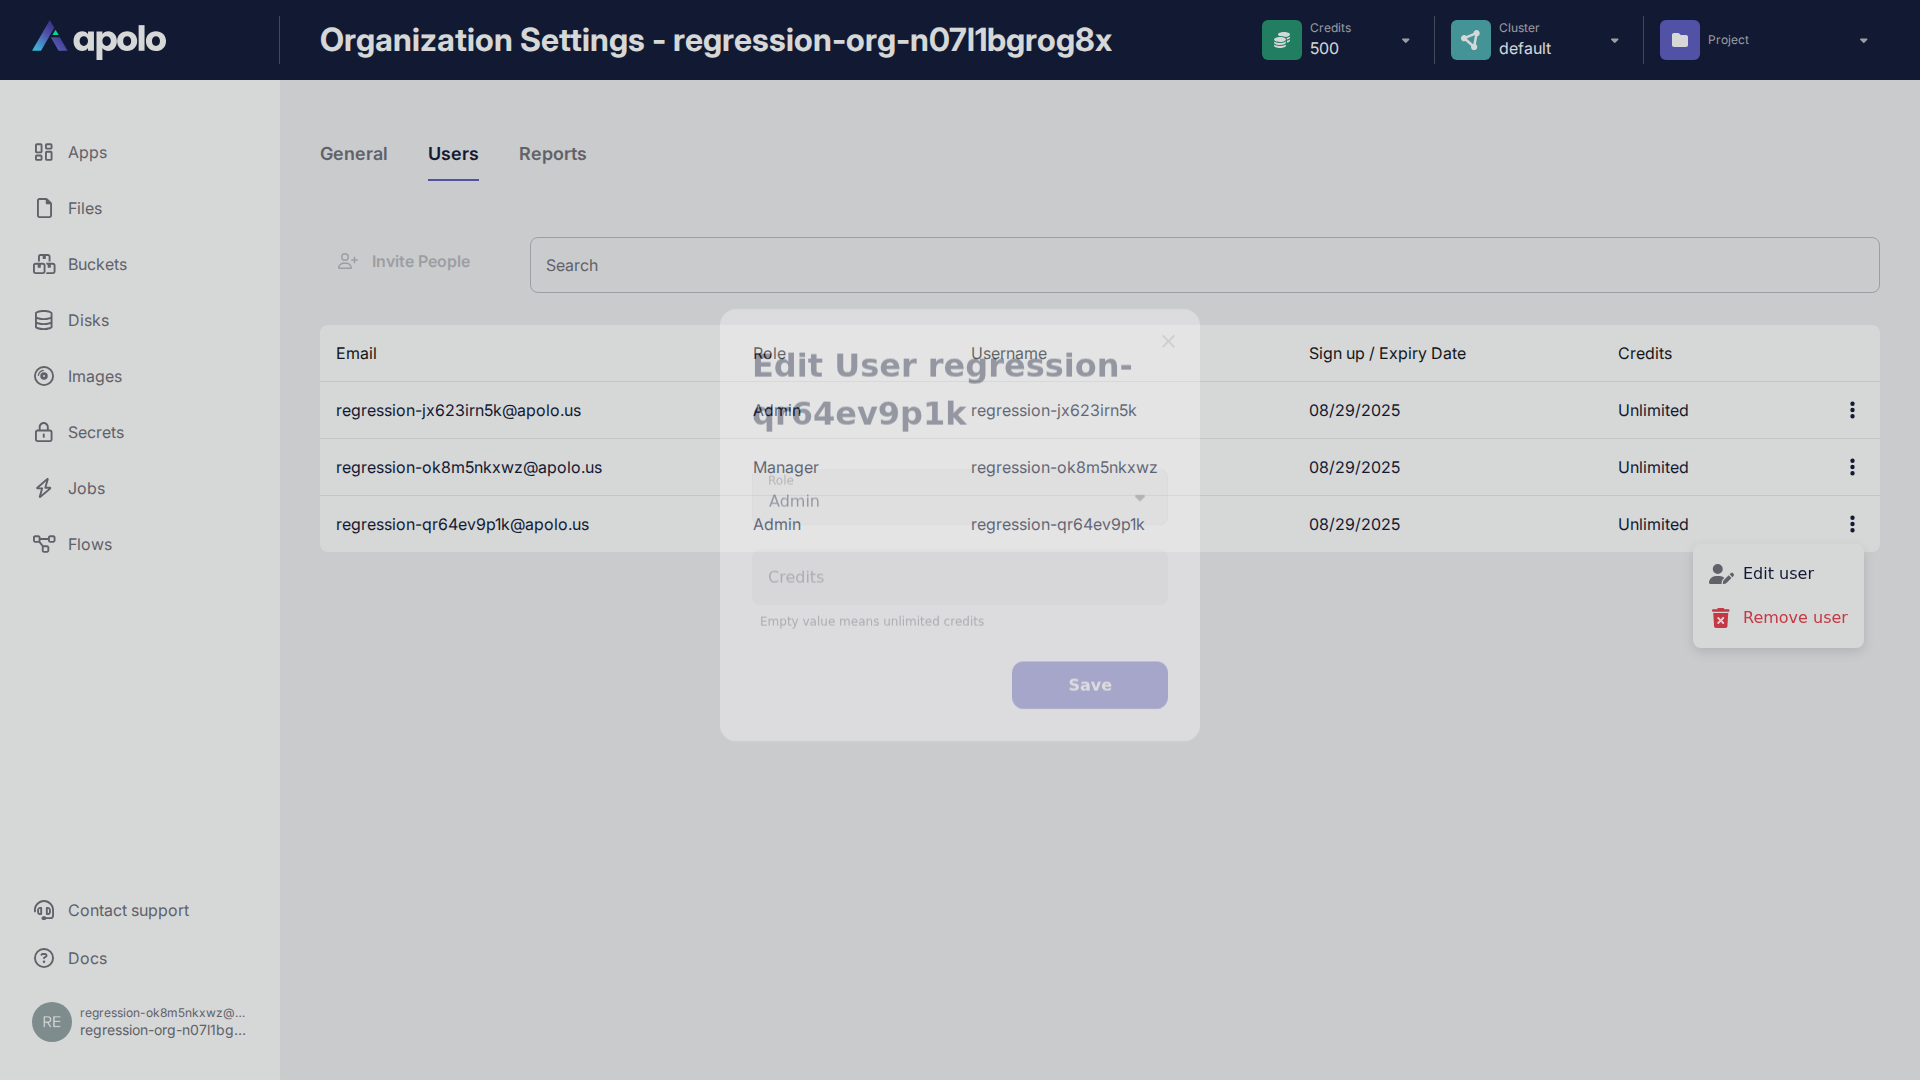 apolo
Organization Settings - regression-org-n07l1bgrog8x
Credits
500
Cluster
default
Project
Apps
Files
Buckets
Disks
Images
Secrets
Jobs
Flows
Contact support
Docs
RE
regression-ok8m5nkxwz@...
regression-org-n07l1bg...
General Users Reports
Invite People
Search
Email Role Username Sign up / Expiry Date Credits
regression-jx623irn5k@apolo.us Admin regression-jx623irn5k 08/29/2025 Unlimited
regression-ok8m5nkxwz@apolo.us Manager regression-ok8m5nkxwz 08/29/2025 Unlimited
regression-qr64ev9p1k@apolo.us Admin regression-qr64ev9p1k 08/29/2025 Unlimited
Edit User regression-
qr64ev9p1k
Role
Admin
Credits
Empty value means unlimited credits
Save
Edit user
Remove user